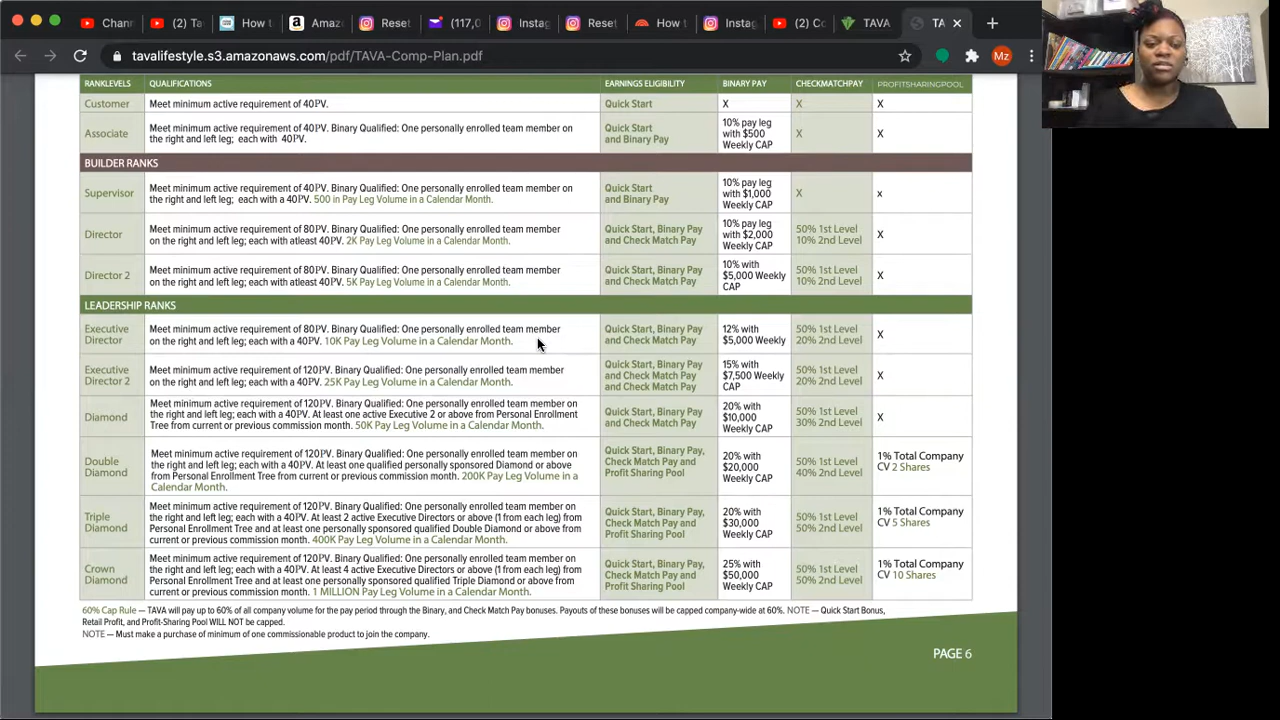 Chann
(2) Ta
How t
Amaz
Reset
(117,0
Instag
Reset
How t
Instag
(2) Co
TAVA
TA
tavalifestyle.s3.amazonaws.com/pdf/TAVA-Comp-Plan.pdf
Mz
RANKLEVELS QUALIFICATIONS EARNINGS ELIGIBILITY BINARY PAY CHECKMATCHPAY PROFITSHARINGPOOL
Customer
Meet minimum active requirement of 40PV.
Quick Start
X
X
X
Associate
Meet minimum active requirement of 40PV. Binary Qualified: One personally enrolled team member on
the right and left leg; each with 40PV.
Quick Start
and Binary Pay
10% pay leg
with $500
Weekly CAP
X
X
BUILDER RANKS
Supervisor
Meet minimum active requirement of 40PV. Binary Qualified: One personally enrolled team member on
the right and left leg; each with a 40PV. 500 in Pay Leg Volume in a Calendar Month.
Quick Start
and Binary Pay
10% pay leg
with $1,000
Weekly CAP
X
x
Director
Meet minimum active requirement of 80PV. Binary Qualified: One personally enrolled team member
on the right and left leg; each with atleast 40PV. 2K Pay Leg Volume in a Calendar Month.
Quick Start, Binary Pay
and Check Match Pay
10% pay leg
with $2,000
Weekly CAP
50% 1st Level
10% 2nd Level
X
Director 2
Meet minimum active requirement of 80PV. Binary Qualified: One personally enrolled team member
on the right and left leg; each with atleast 40PV. 5K Pay Leg Volume in a Calendar Month.
Quick Start, Binary Pay
and Check Match Pay
10% with
$5,000 Weekly
CAP
50% 1st Level
10% 2nd Level
X
LEADERSHIP RANKS
Executive
Director
Meet minimum active requirement of 80PV. Binary Qualified: One personally enrolled team member
on the right and left leg; each with a 40PV. 10K Pay Leg Volume in a Calendar Month.
Quick Start, Binary Pay
and Check Match Pay
12% with
$5,000 Weekly
50% 1st Level
20% 2nd Level
X
Executive
Director 2
Meet minimum active requirement of 120PV. Binary Qualified: One personally enrolled team member
on the right and left leg; each with a 40PV. 25K Pay Leg Volume in a Calendar Month.
Quick Start, Binary Pay
and Check Match Pay
and Check Match Pay
15% with
$7,500 Weekly
CAP
50% 1st Level
20% 2nd Level
X
Diamond
Meet minimum active requirement of 120PV. Binary Qualified: One personally enrolled team member on
the right and left leg; each with a 40PV. At least one active Executive 2 or above from Personal Enrollment
Tree from current or previous commission month. 50K Pay Leg Volume in a Calendar Month.
Quick Start, Binary Pay
and Check Match Pay
20% with
$10,000
Weekly CAP
50% 1st Level
30% 2nd Level
X
Double
Diamond
Meet minimum active requirement of 120PV. Binary Qualified: One personally enrolled team member on
the right and left leg; each with a 40PV. At least one qualified personally sponsored Diamond or above
from Personal Enrollment Tree from current or previous commission month. 200K Pay Leg Volume in a
Calendar Month.
Quick Start, Binary Pay,
Check Match Pay and
Profit Sharing Pool
20% with
$20,000
Weekly CAP
50% 1st Level
40% 2nd Level
1% Total Company
CV 2 Shares
Triple
Diamond
Meet minimum active requirement of 120PV. Binary Qualified: One personally enrolled team member on
the right and left leg; each with a 40PV. At least 2 active Executive Directors or above (1 from each leg) from
Personal Enrollment Tree and at least one personally sponsored qualified Double Diamond or above from
current or previous commission month. 400K Pay Leg Volume in a Calendar Month.
Quick Start, Binary Pay,
Check Match Pay and
Profit Sharing Pool
20% with
$30,000
Weekly CAP
50% 1st Level
50% 2nd Level
1% Total Company
CV 5 Shares
Crown
Diamond
Meet minimum active requirement of 120PV. Binary Qualified: One personally enrolled team member on
the right and left leg; each with a 40PV. At least 4 active Executive Directors or above (1 from each leg) from
Personal Enrollment Tree and at least one personally sponsored qualified Triple Diamond or above from
current or previous commission month. 1 MILLION Pay Leg Volume in a Calendar Month.
Quick Start, Binary Pay,
Check Match Pay and
Profit Sharing Pool
25% with
$50,000
Weekly CAP
50% 1st Level
50% 2nd Level
1% Total Company
CV 10 Shares
60% Cap Rule — TAVA will pay up to 60% of all company volume for the pay period through the Binary, and Check Match Pay bonuses. Payouts of these bonuses will be capped company-wide at 60%. NOTE — Quick Start Bonus,
Retail Profit, and Profit-Sharing Pool WILL NOT be capped.
NOTE — Must make a purchase of minimum of one commissionable product to join the company.
PAGE 6